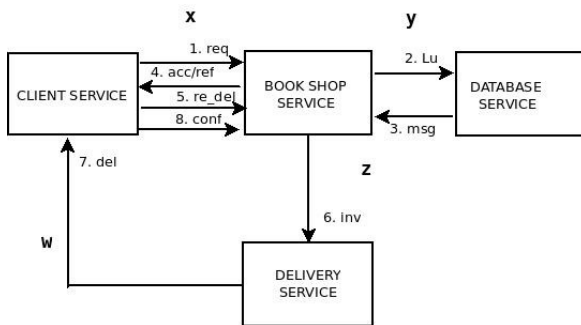 x
y
1. req
4. acc/ref
2. Lu
CLIENT SERVICE
BOOK SHOP
SERVICE
DATABASE
SERVICE
5. re_del
8. conf
3. msg
7. del
z
6. inv
w
DELIVERY
SERVICE